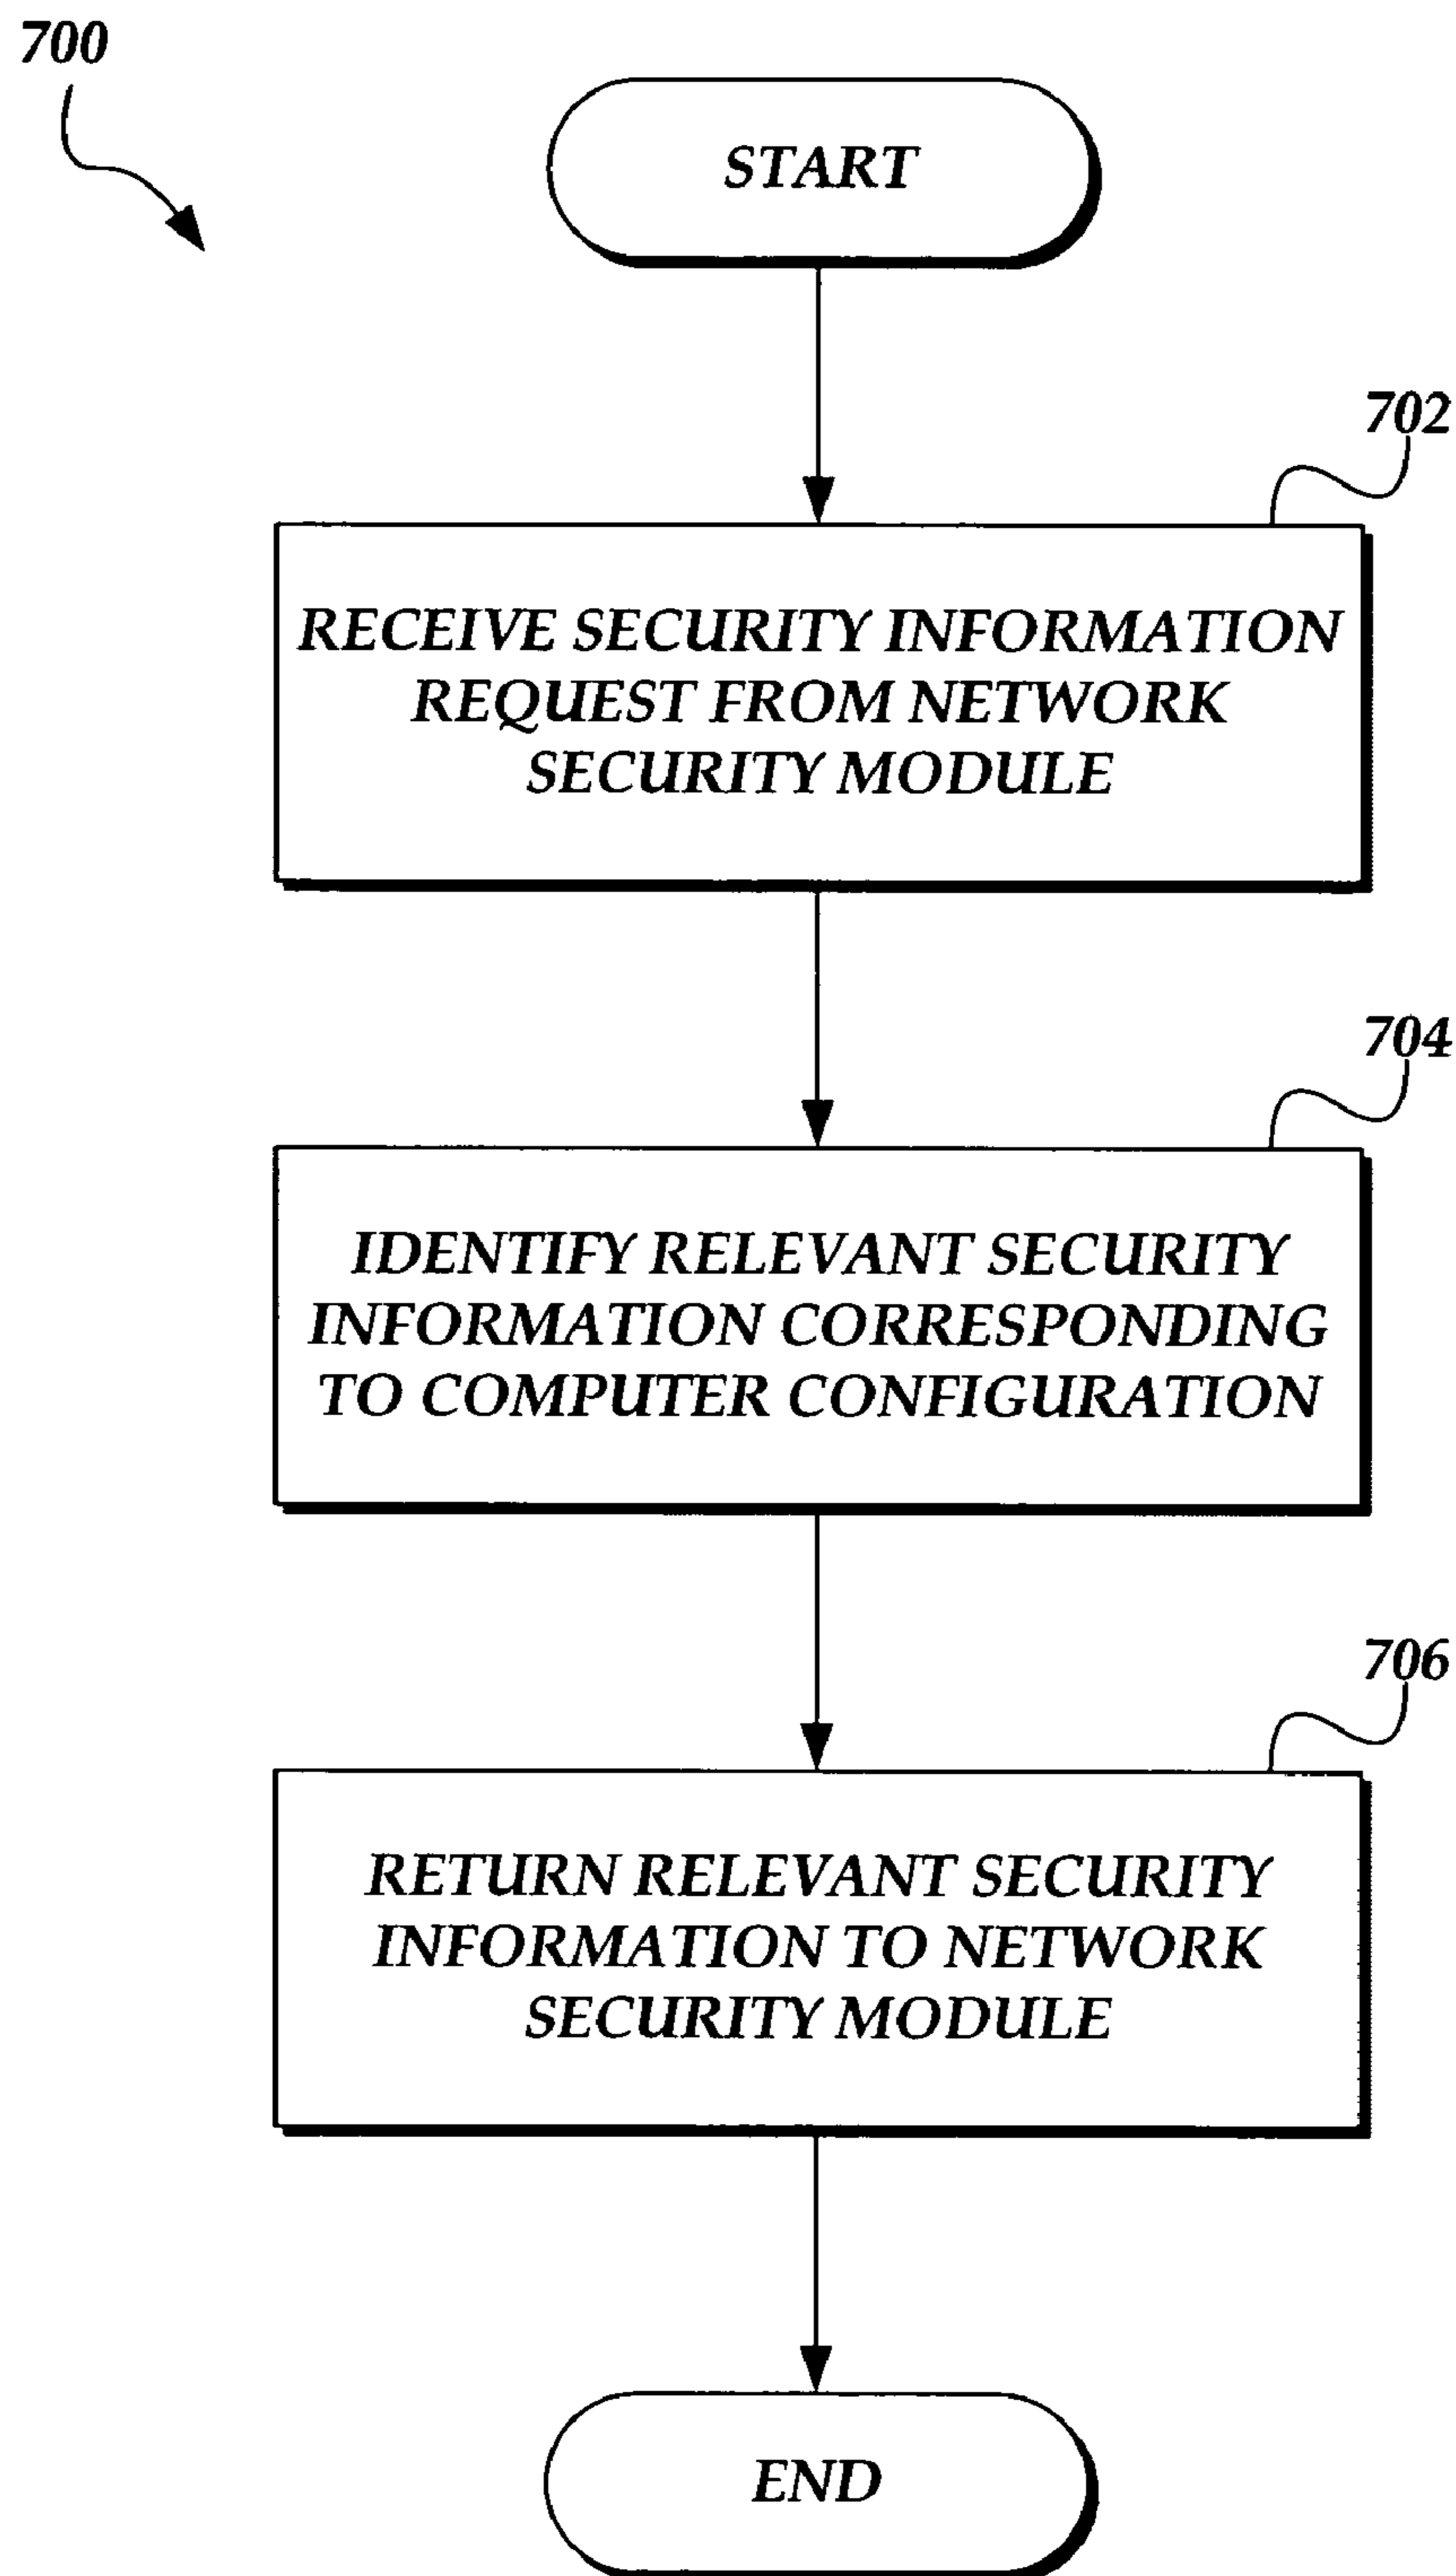 700
START
702
RECEIVE SECURITY INFORMATION
REQUEST FROM NETWORK
SECURITY MODULE
704
IDENTIFY RELEVANT SECURITY
INFORMATION CORRESPONDING
TO COMPUTER CONFIGURATION
706
RETURN RELEVANT SECURITY
INFORMATION TO NETWORK
SECURITY MODULE
END